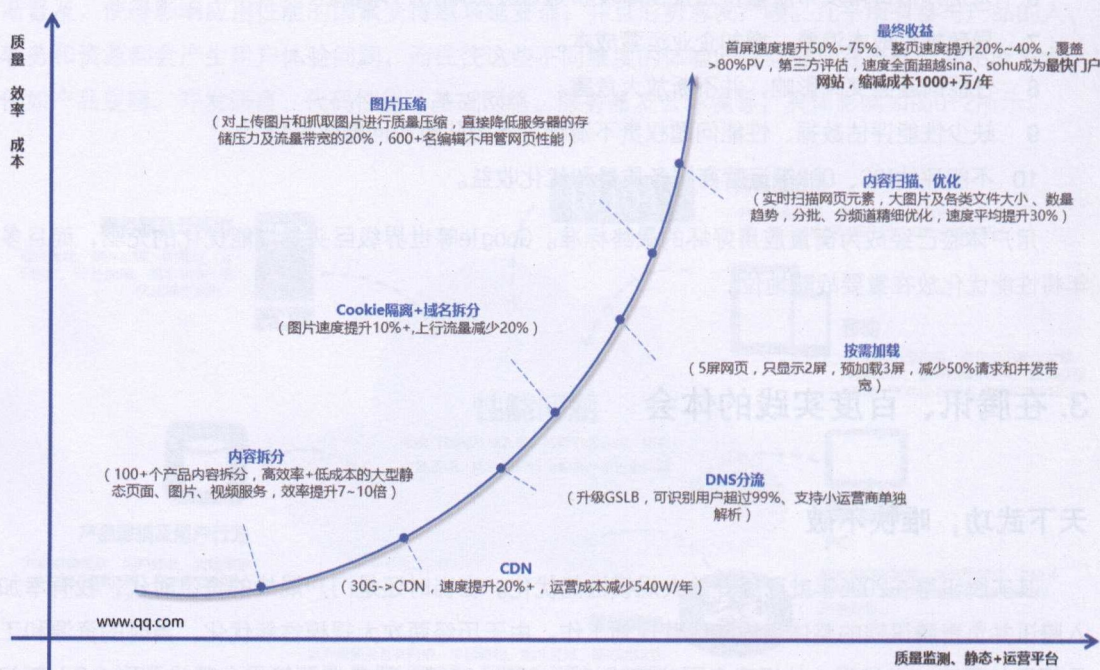 质量 效率 成本
最终收益
首屏速度提升50%~75%、整页速度提升20%~40%，覆盖
>80%PV，第三方评估，速度全面超越sina、sohu成为最快门户
网站，缩减成本1000+万/年
图片压缩
（对上传图片和抓取图片进行质量压缩，直接降低服务器的存
储压力及流量带宽的20%，600+名编辑不用管网页性能）
内容扫描、优化
（实时扫描网页元素，大图片及各类文件大小、数量
趋势，分批、分频道精细优化，速度平均提升30%）
Cookie隔离+域名拆分
（图片速度提升10%+,上行流量减少20%）
按需加载
（5屏网页，只显示2屏，预加载3屏，减少50%请求和并发带
宽）
内容拆分
（100+个产品内容拆分，高效率+低成本的大型静
态页面、图片、视频服务，效率提升7~10倍）
DNS分流
（升级GSLB，可识别用户超过99%、支持小运营商单独
解析）
CDN
（30G->CDN，速度提升20%+，运营成本减少540W/年）
www.qq.com
质量监测、静态+运营平台